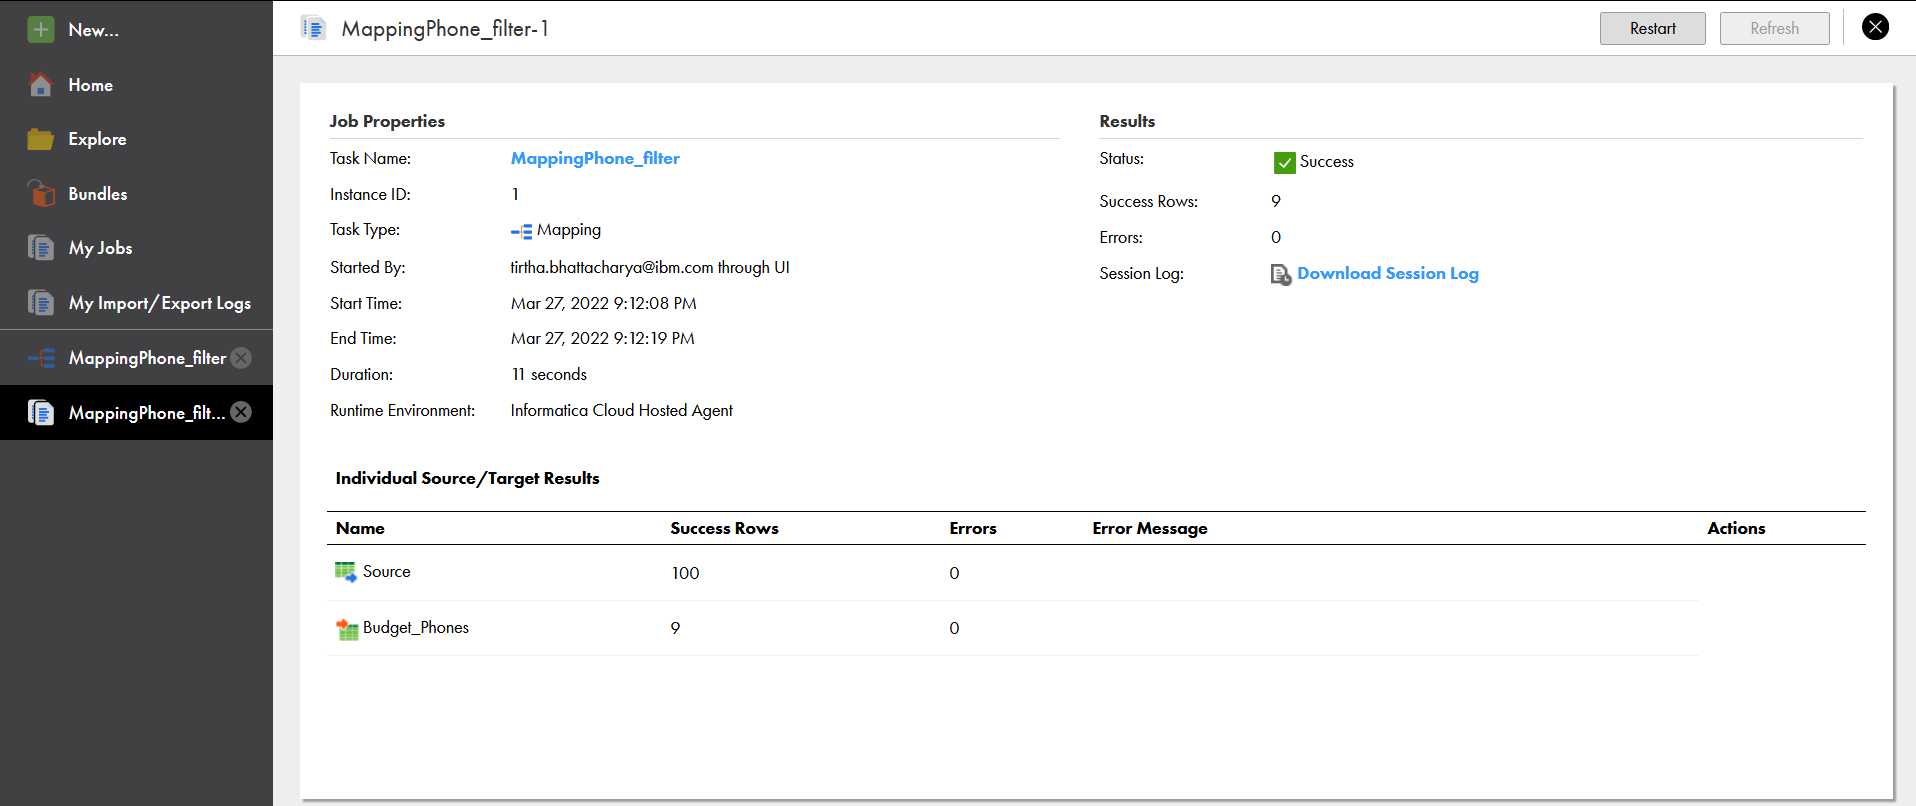 New...
Home
Explore
Bundles
My Jobs
My Import/Export Logs
MappingPhone_filter
MappingPhone_filt...
MappingPhone_filter-1
Restart
Refresh
Job Properties
Task Name: MappingPhone_filter
Instance ID: 1
Task Type: Mapping
Started By: tirtha.bhattacharya@ibm.com through UI
Start Time: Mar 27, 2022 9:12:08 PM
End Time: Mar 27, 2022 9:12:19 PM
Duration: 11 seconds
Runtime Environment: Informatica Cloud Hosted Agent
Results
Status: Success
Success Rows: 9
Errors: 0
Session Log: Download Session Log
Individual Source/Target Results
Name Success Rows Errors Error Message Actions
Source 100 0
Budget_Phones 9 0